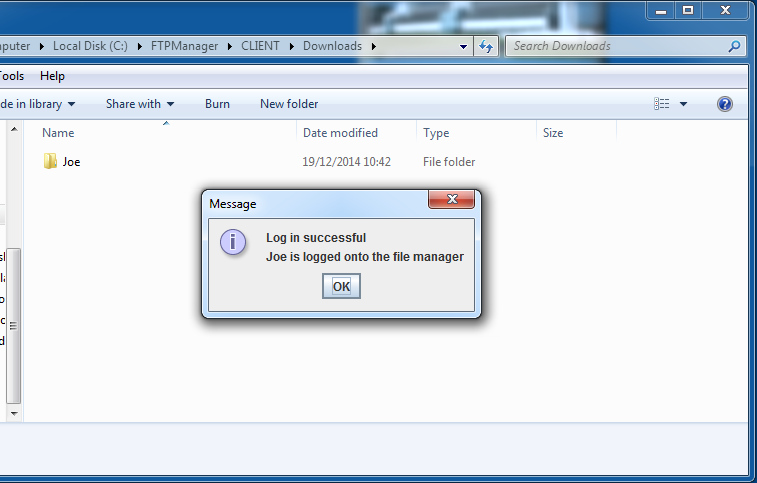 puter Local Disk (C:) FTPManager CLIENT Downloads Search Downloads
Tools Help
de in library Share with Burn New folder
Name Date modified Type Size
Joe 19/12/2014 10:42 File folder
Message
Log in successful
Joe is logged onto the file manager
OK